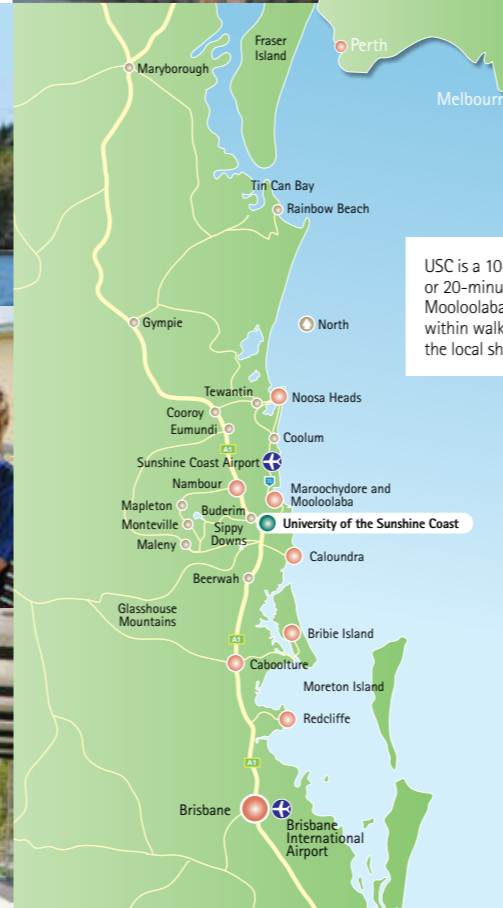 Perth
Melbourn
Fraser
Island
Maryborough
Tin Can Bay
Rainbow Beach
USC is a 10-
or 20-minu
Mooloolaba
within walk
the local sh
Gympie
North
Tewantin
Noosa Heads
Cooroy
Eumundi
Coolum
A1
Sunshine Coast Airport
Nambour
Maroochydore and
Mooloolaba
Mapleton
Buderim
Monteville
Sippy
Downs
University of the Sunshine Coast
Maleny
Caloundra
Beerwah
Glasshouse
Mountains
Bribie Island
A1
Caboolture
Moreton Island
Redcliffe
A1
Brisbane
Brisbane
International
Airport